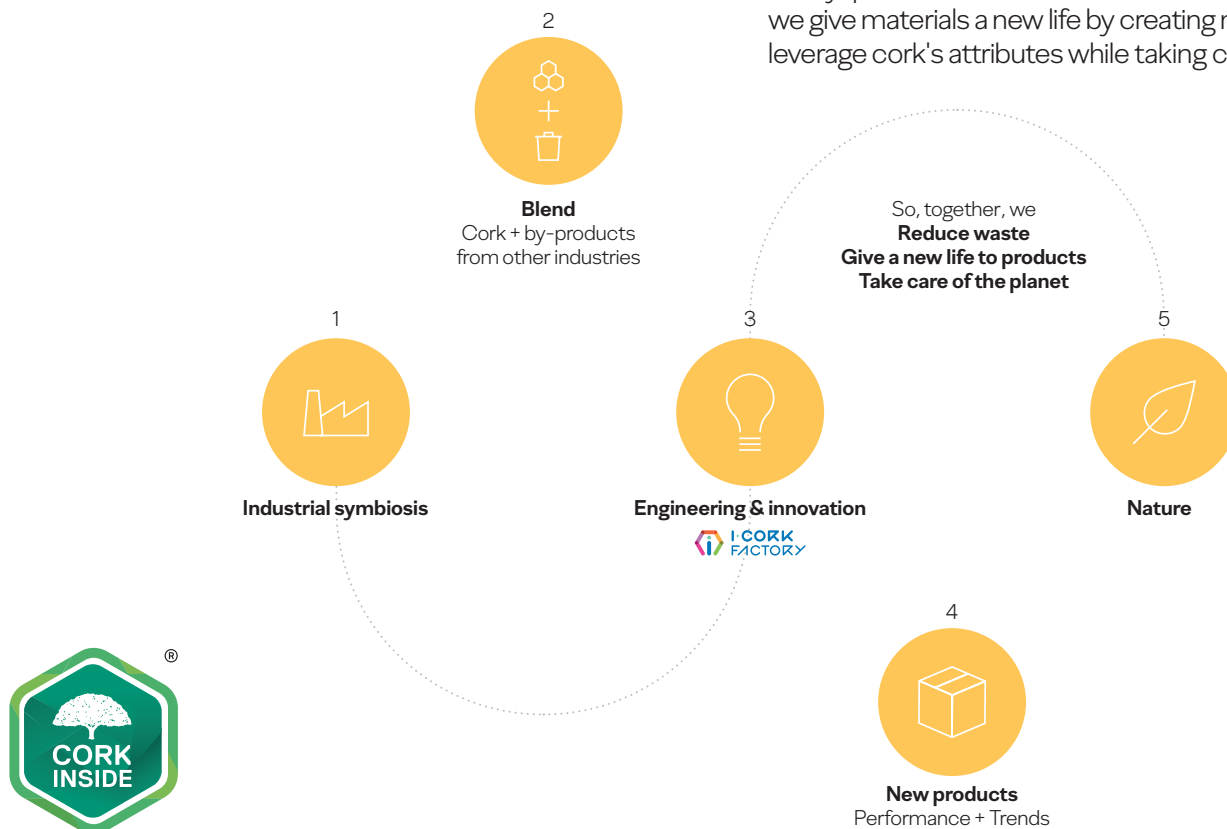 we give materials a new life by creating
leverage cork's attributes while taking
2
Blend
Cork + by-products
from other industries
So, together, we
Reduce waste
Give a new life to products
Take care of the planet
1
Industrial symbiosis
3
Engineering & innovation
I·CORK
FACTORY
5
Nature
4
New products
Performance + Trends
®
CORK
INSIDE